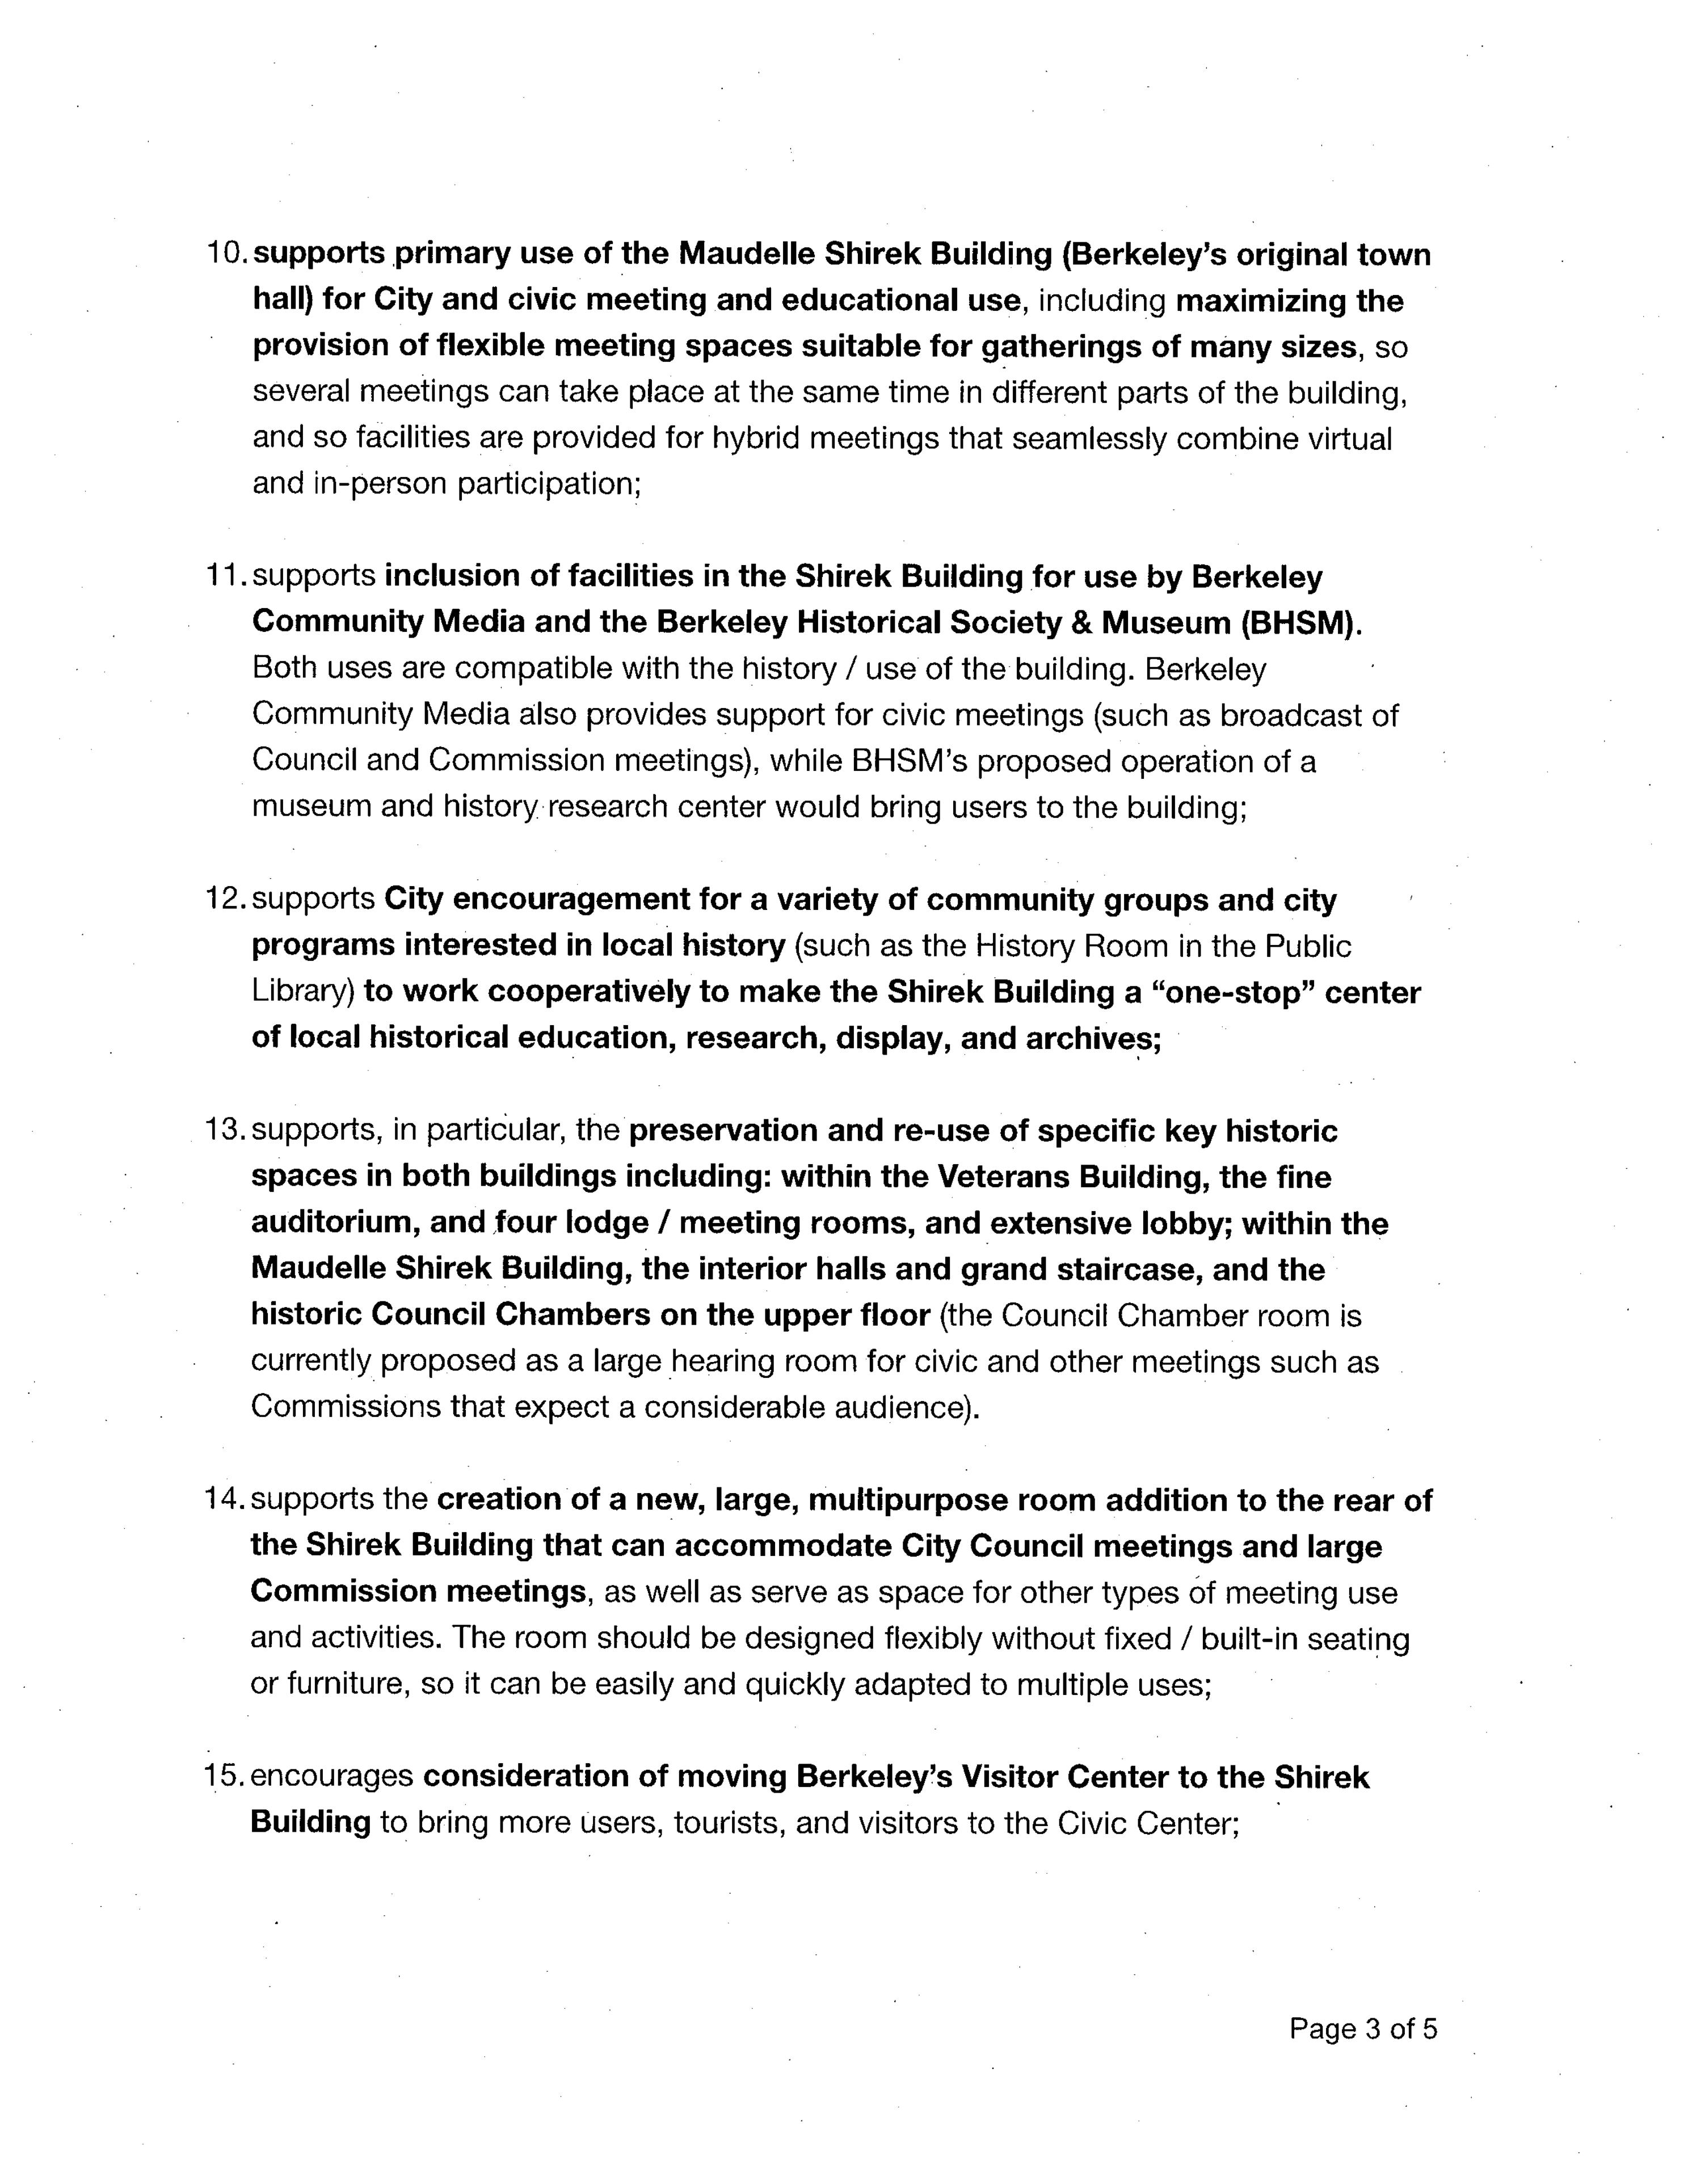 10. supports primary use of the Maudelle Shirek Building (Berkeley's original town
hall) for City and civic meeting and educational use, including maximizing the
provision of flexible meeting spaces suitable for gatherings of many sizes, so
several meetings can take place at the same time in different parts of the building,
and so facilities are provided for hybrid meetings that seamlessly combine virtual
and in-person participation;
11. supports inclusion of facilities in the Shirek Building for use by Berkeley
Community Media and the Berkeley Historical Society & Museum (BHSM).
Both uses are compatible with the history / use of the building. Berkeley
Community Media also provides support for civic meetings (such as broadcast of
Council and Commission meetings), while BHSM's proposed operation of a
museum and history research center would bring users to the building;
12. supports City encouragement for a variety of community groups and city
programs interested in local history (such as the History Room in the Public
Library) to work cooperatively to make the Shirek Building a “one-stop” center
of local historical education, research, display, and archives;
13. supports, in particular, the preservation and re-use of specific key historic
spaces in both buildings including: within the Veterans Building, the fine
auditorium, and four lodge / meeting rooms, and extensive lobby; within the
Maudelle Shirek Building, the interior halls and grand staircase, and the
historic Council Chambers on the upper floor (the Council Chamber room is
currently proposed as a large hearing room for civic and other meetings such as
Commissions that expect a considerable audience).
14. supports the creation of a new, large, multipurpose room addition to the rear of
the Shirek Building that can accommodate City Council meetings and large
Commission meetings, as well as serve as space for other types of meeting use
and activities. The room should be designed flexibly without fixed / built-in seating
or furniture, so it can be easily and quickly adapted to multiple uses;
15. encourages consideration of moving Berkeley's Visitor Center to the Shirek
Building to bring more users, tourists, and visitors to the Civic Center;
Page 3 of 5